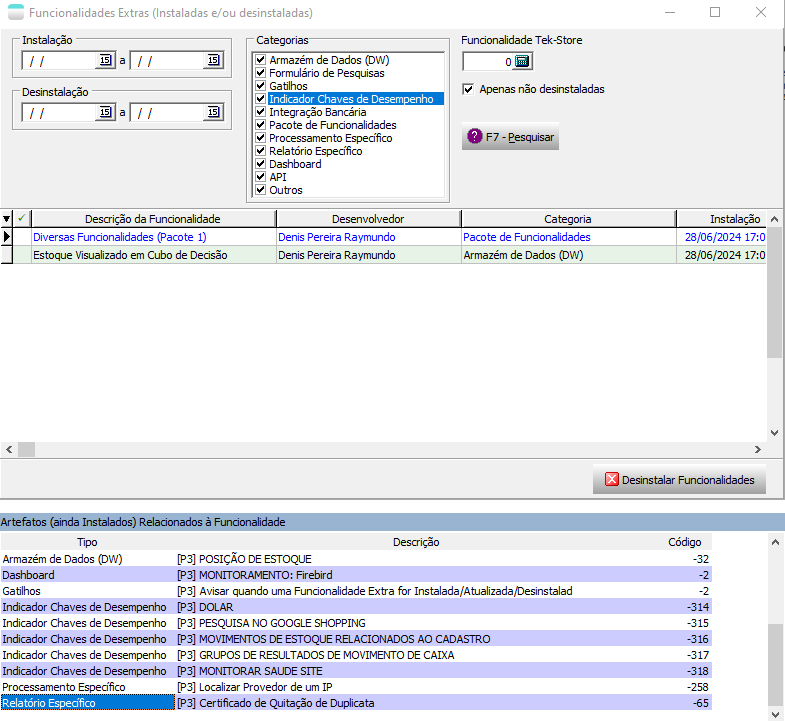 Funcionalidades Extras (Instaladas e/ou desinstaladas)
Instalação
/ / 15 a / / 15
Desinstalação
/ / 15 a / / 15
Categorias
Armazém de Dados (DW)
Formulário de Pesquisas
Gatilhos
Indicador Chaves de Desempenho
Integração Bancária
Pacote de Funcionalidades
Processamento Específico
Relatório Específico
Dashboard
API
Outros
Funcionalidade Tek-Store
0
Apenas não desinstaladas
? F7 - Pesquisar
Descrição da Funcionalidade Desenvolvedor Categoria Instalação
Diversas Funcionalidades (Pacote 1) Denis Pereira Raymundo Pacote de Funcionalidades 28/06/2024 17:0
Estoque Visualizado em Cubo de Decisão Denis Pereira Raymundo Armazém de Dados (DW) 28/06/2024 17:0
Desinstalar Funcionalidades
Artefatos (ainda Instalados) Relacionados à Funcionalidade
Tipo Descrição Código
Armazém de Dados (DW) [P3] POSIÇÃO DE ESTOQUE -32
Dashboard [P3] MONITORAMENTO: Firebird -2
Gatilhos [P3] Avisar quando uma Funcionalidade Extra for Instalada/Atualizada/Desinstalad -2
Indicador Chaves de Desempenho [P3] DOLAR -314
Indicador Chaves de Desempenho [P3] PESQUISA NO GOOGLE SHOPPING -315
Indicador Chaves de Desempenho [P3] MOVIMENTOS DE ESTOQUE RELACIONADOS AO CADASTRO -316
Indicador Chaves de Desempenho [P3] GRUPOS DE RESULTADOS DE MOVIMENTO DE CAIXA -317
Indicador Chaves de Desempenho [P3] MONITORAR SAUDE SITE -318
Processamento Específico [P3] Localizar Provedor de um IP -258
Relatório Específico [P3] Certificado de Quitação de Duplicata -65